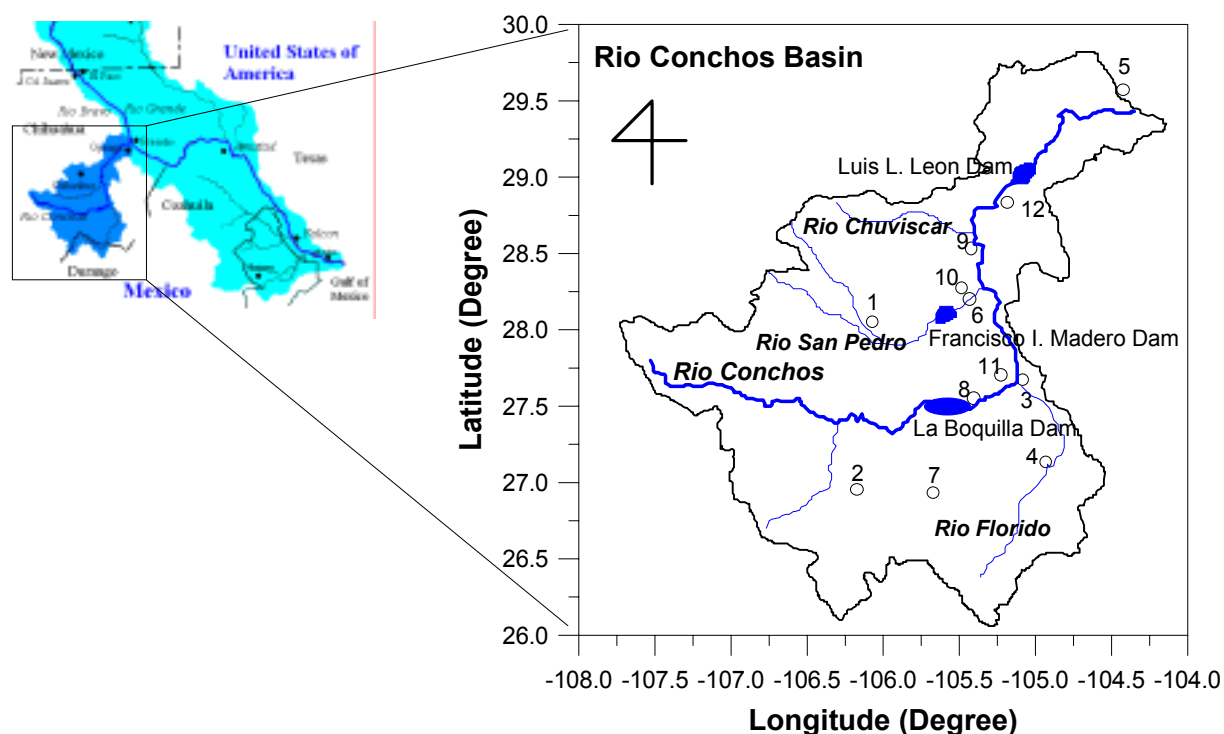 United States of
America
New Mexico
Rio Bravo
Rio Grande
Chihuahua
Texas
Coahuila
Durango
Gulf of
Mexico
Mexico
Rio Conchos Basin
5
Luis L. Leon Dam
12
Rio Chuviscar
9
10
1
6
Rio San Pedro
Francisco I. Madero Dam
Rio Conchos
11
8
3
La Boquilla Dam
4
2
7
Rio Florido
30.0
29.5
29.0
28.5
28.0
27.5
27.0
26.5
26.0
Latitude (Degree)
-108.0 -107.5 -107.0 -106.5 -106.0 -105.5 -105.0 -104.5 -104.0
Longitude (Degree)